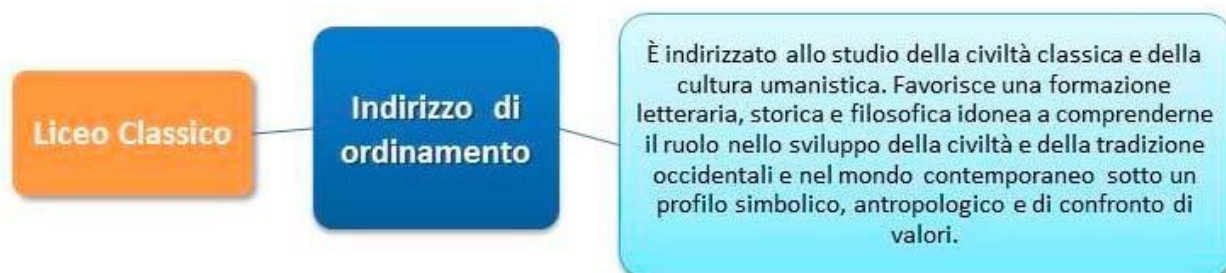 Liceo Classico
Indirizzo di
ordinamento
È indirizzato allo studio della civiltà classica e della
cultura umanistica. Favorisce una formazione
letteraria, storica e filosofica idonea a comprenderne
il ruolo nello sviluppo della civiltà e della tradizione
occidentali e nel mondo contemporaneo sotto un
profilo simbolico, antropologico e di confronto di
valori.